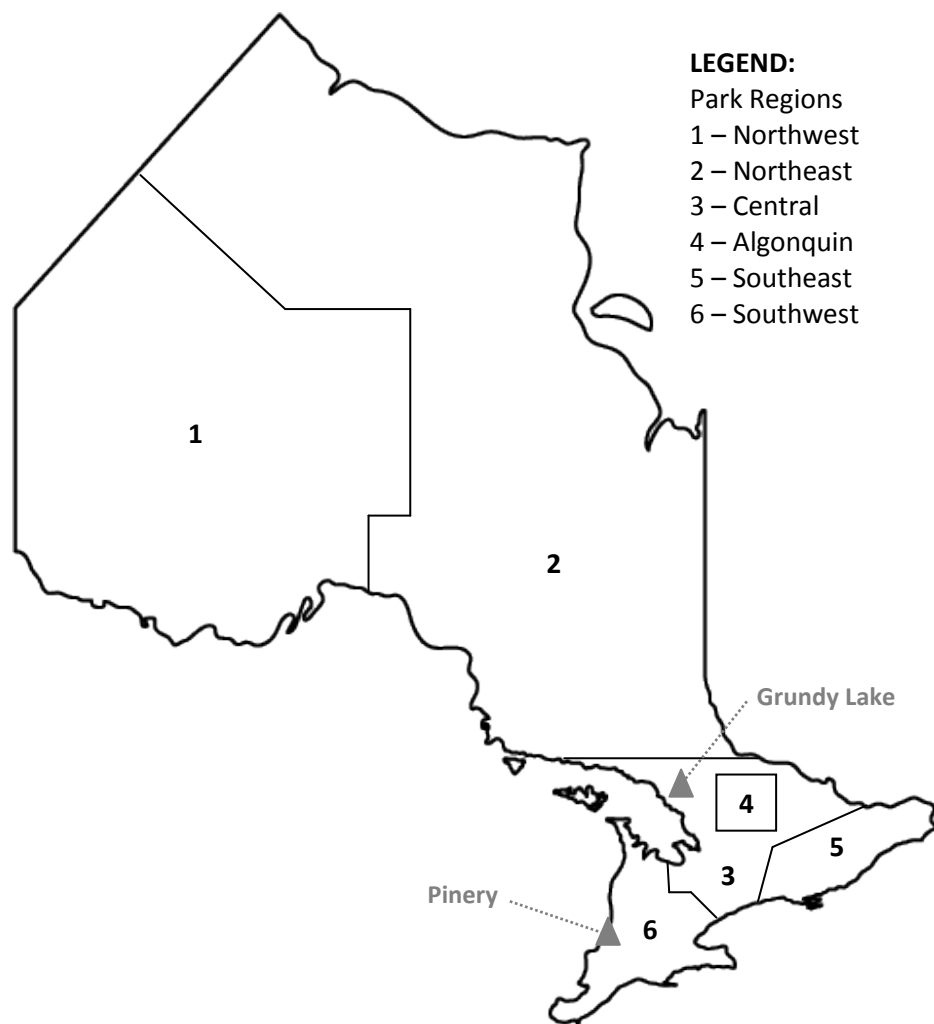 LEGEND:
Park Regions
1 – Northwest
2 – Northeast
3 – Central
4 – Algonquin
5 – Southeast
6 – Southwest
1
2
Grundy Lake
4
5
3
Pinery
6